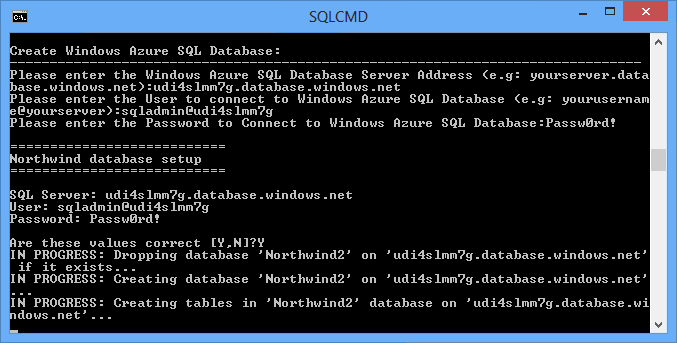 SQLCMD
Create Windows Azure SQL Database:
--------------------------------------------------------------------------------
Please enter the Windows Azure SQL Database Server Address (e.g: yourserver.data
base.windows.net):udi4slmm7g.database.windows.net
Please enter the User to connect to Windows Azure SQL Database (e.g: yourusernam
e@yourserver):sqladmin@udi4slmm7g
Please enter the Password to Connect to Windows Azure SQL Database:Passw0rd!
===========================
Northwind database setup
===========================
SQL Server: udi4slmm7g.database.windows.net
User: sqladmin@udi4slmm7g
Password: Passw0rd!
Are these values correct [Y,N]?Y
IN PROGRESS: Dropping database 'Northwind2' on 'udi4slmm7g.database.windows.net'
 if it exists...
IN PROGRESS: Creating database 'Northwind2' on 'udi4slmm7g.database.windows.net'
...
IN PROGRESS: Creating tables in 'Northwind2' database on 'udi4slmm7g.database.wi
ndows.net'...